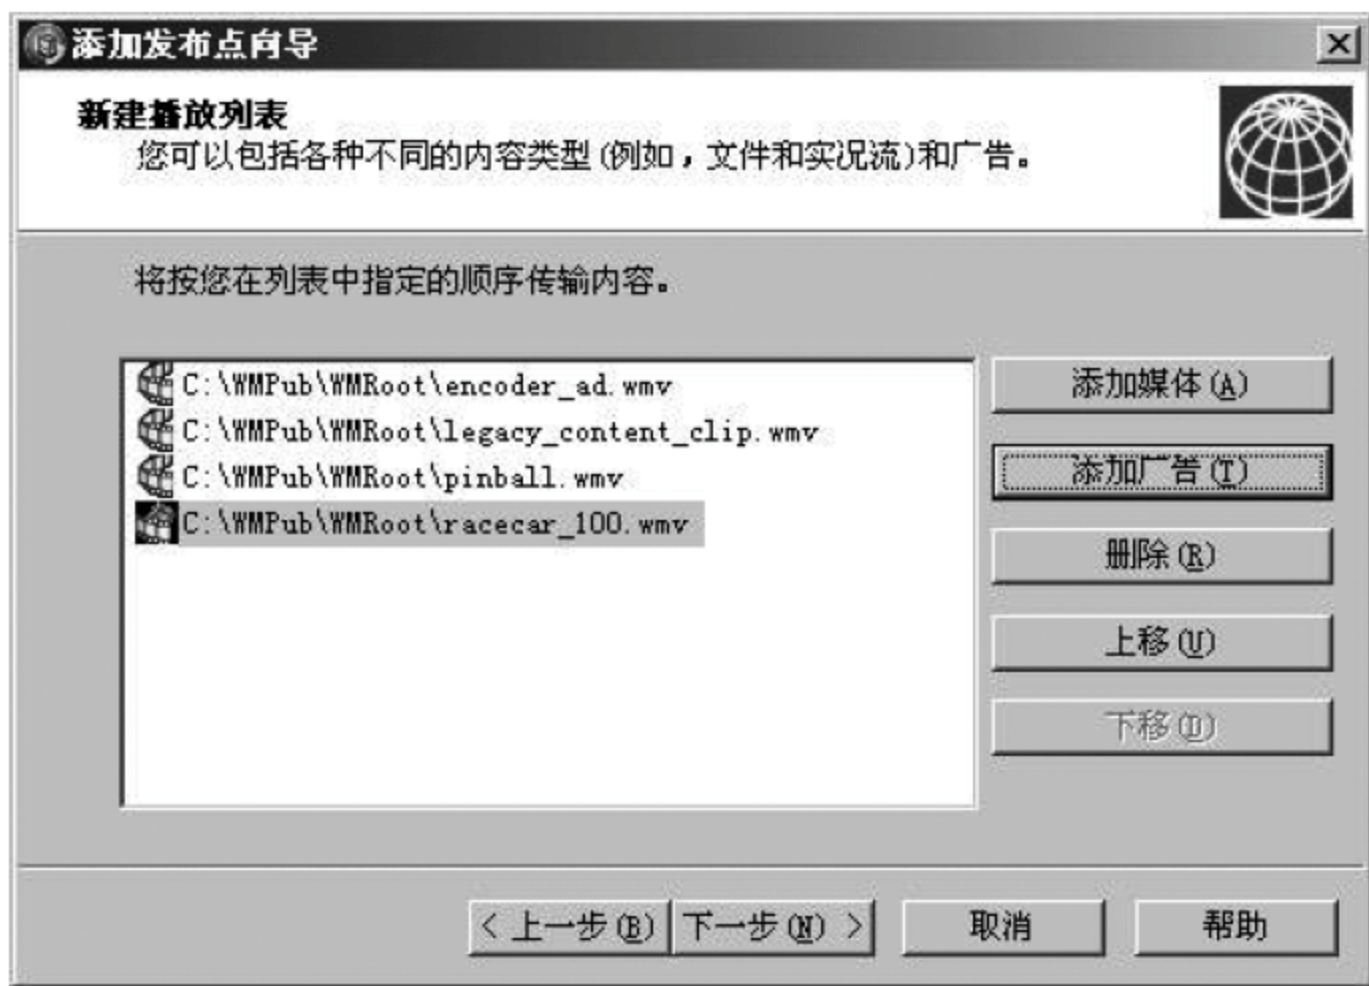 添加发布点向导
新建播放列表
您可以包括各种不同的内容类型(例如，文件和实况流)和广告。
将按您在列表中指定的顺序传输内容。
C:\WMPub\WMRoot\encoder_ad.wmv
C:\WMPub\WMRoot\legacy_content_clip.wmv
C:\WMPub\WMRoot\pinball.wmv
C:\WMPub\WMRoot\racecar_100.wmv
添加媒体(A)
添加广告(T)
删除(R)
上移(U)
下移(D)
< 上一步(B)
下一步(N) >
取消
帮助